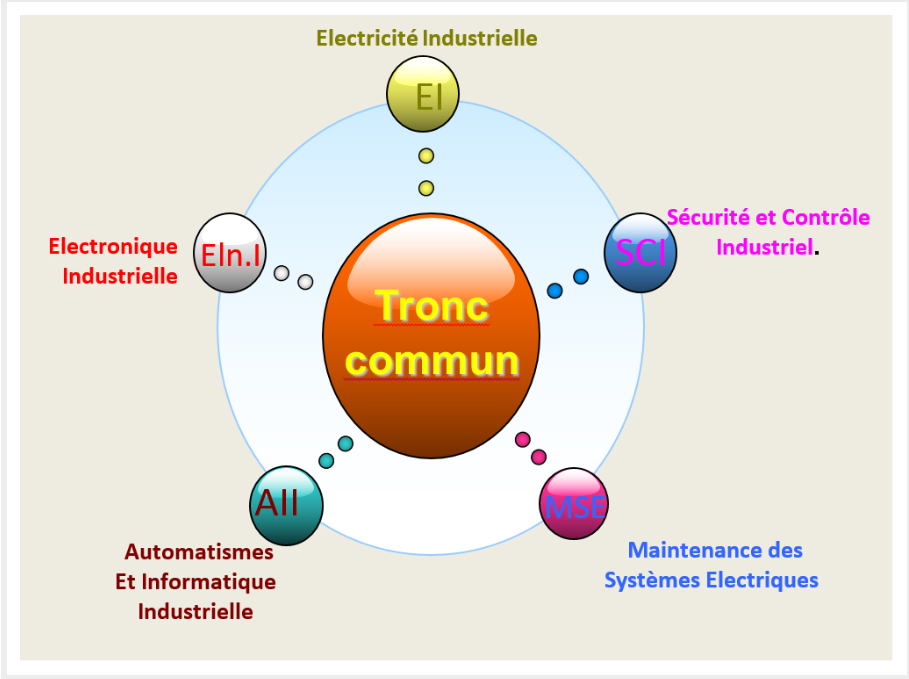 Electricité Industrielle
EI
Sécurité et Contrôle
Industriel.
SCI
Electronique
Industrielle
Eln.I
Tronc
commun
AII
Automatismes
Et Informatique
Industrielle
MSE
Maintenance des
Systèmes Electriques